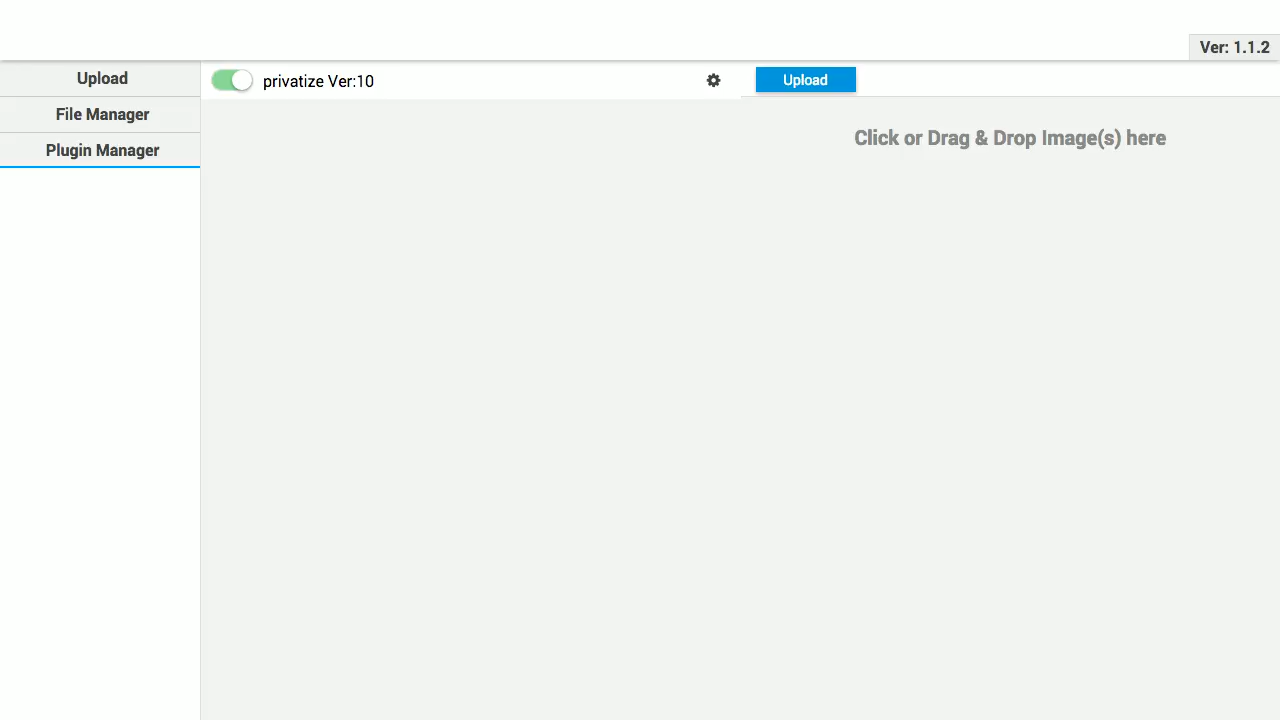 Ver: 1.1.2
Upload
File Manager
Plugin Manager
privatize Ver:10
Upload
Click or Drag & Drop Image(s) here